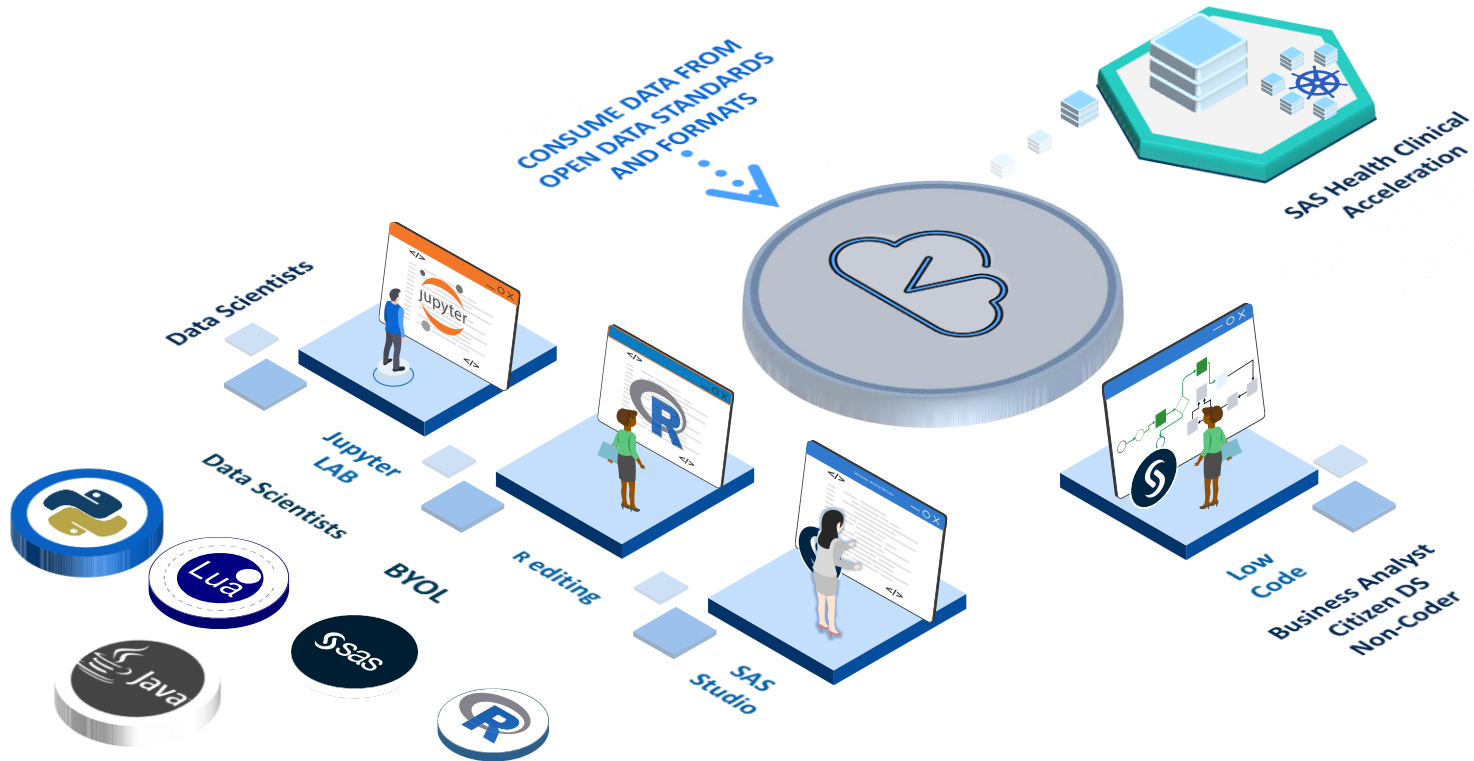 CONSUME DATA FROM
OPEN DATA STANDARDS
AND FORMATS
SAS Health Clinical
Acceleration
Data Scientists
</>
jupyter
</>
Jupyter
LAB
</>
R
</>
Data Scientists
R editing
BYOL
</>
</>
SAS
Studio
Low
Code
Business Analyst
Citizen DS
Non-Coder
Lua
sas
Java
R